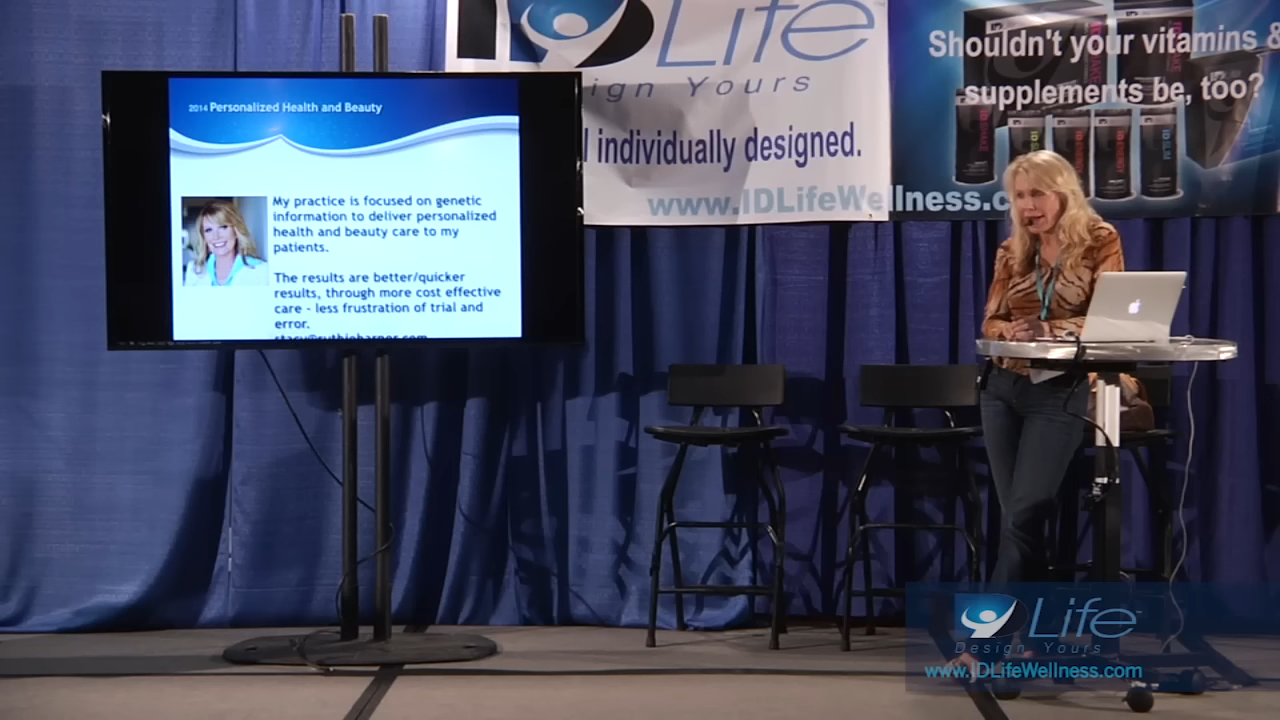 2014 Personalized Health and Beauty
My practice is focused on genetic
information to deliver personalized
health and beauty care to my
patients.
The results are better/quicker
results, through more cost effective
care - less frustration of trial and
error.
IDLife
ign Yours
individually designed.
www.IDLifeWellness.c
Shouldn't your vitamins &
supplements be, too?
IDLife
Design Yours
www.IDLifeWellness.com